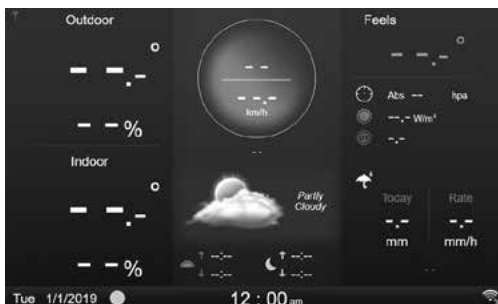 Outdoor
-- -.-°
-- %
Indoor
-- -.-°
-- %
--
--.-
km/h
--
Partly
Cloudy
--:-- --:--
--:-- --:--
Feels
-- -.-°
Abs -- hpa
--.- W/m²
-.-
Today Rate
-.- -.-
mm mm/h
--
Tue 1/1/2019 12:00 am